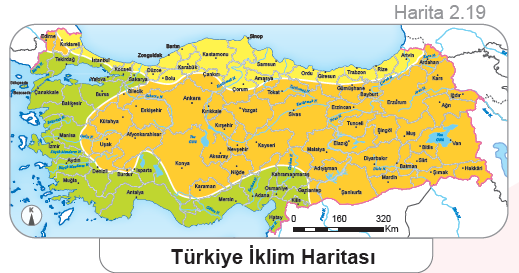 Harita 2.19
Edirne
Kırklareli
Tekirdağ
İstanbul
Kocaeli
Yalova
Sakarya
Düzce
Bolu
Zonguldak
Bartın
Karabük
Kastamonu
Sinop
Çankırı
Samsun
Amasya
Çorum
Ordu
Tokat
Giresun
Trabzon
Rize
Artvin
Ardahan
Kars
Gümüşhane
Bayburt
Çanakkale
Balıkesir
Bursa
Bilecik
Eskişehir
Ankara
Kırıkkale
Yozgat
Sivas
Erzincan
Erzurum
Ağrı
Iğdır
Kütahya
Manisa
Uşak
Afyonkarahisar
Kırşehir
Nevşehir
Kayseri
Tunceli
Bingöl
Muş
Bitlis
Van
Malatya
Elazığ
Aydın
Denizli
Burdur
Isparta
Konya
Aksaray
Niğde
Kahramanmaraş
Adıyaman
Diyarbakır
Batman
Siirt
Şırnak
Hakkâri
Mardin
Şanlıurfa
Muğla
Antalya
Karaman
Mersin
Adana
Osmaniye
Gaziantep
Kilis
Hatay
0 160 320
Km
Türkiye İklim Haritası